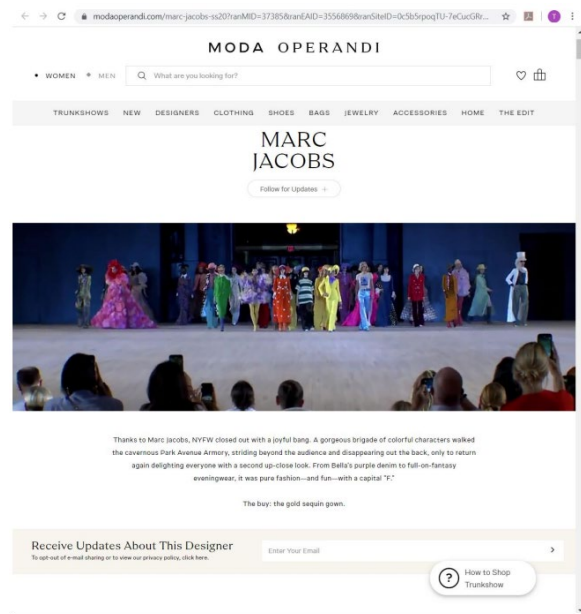 modaoperandi.com/marc-jacobs-ss20?ranMID=37385&ranEAID=3556869&ranSiteID=0c5b5rpoqTU-7eCucGRr...
MODA OPERANDI
WOMEN MEN What are you looking for?
TRUNKSHOWS NEW DESIGNERS CLOTHING SHOES BAGS JEWELRY ACCESSORIES HOME THE EDIT
MARC
JACOBS
Follow for Updates +
Thanks to Marc Jacobs, NYFW closed out with a joyful bang. A gorgeous brigade of colorful characters walked
the cavernous Park Avenue Armory, striding beyond the audience and disappearing out the back, only to return
again delighting everyone with a second up-close look. From Bella's purple denim to full-on-fantasy
eveningwear, it was pure fashion—and fun—with a capital "F."
The buy: the gold sequin gown.
Receive Updates About This Designer
To opt-out of e-mail sharing or to view our privacy policy, click here.
Enter Your Email
? How to Shop
Trunkshow